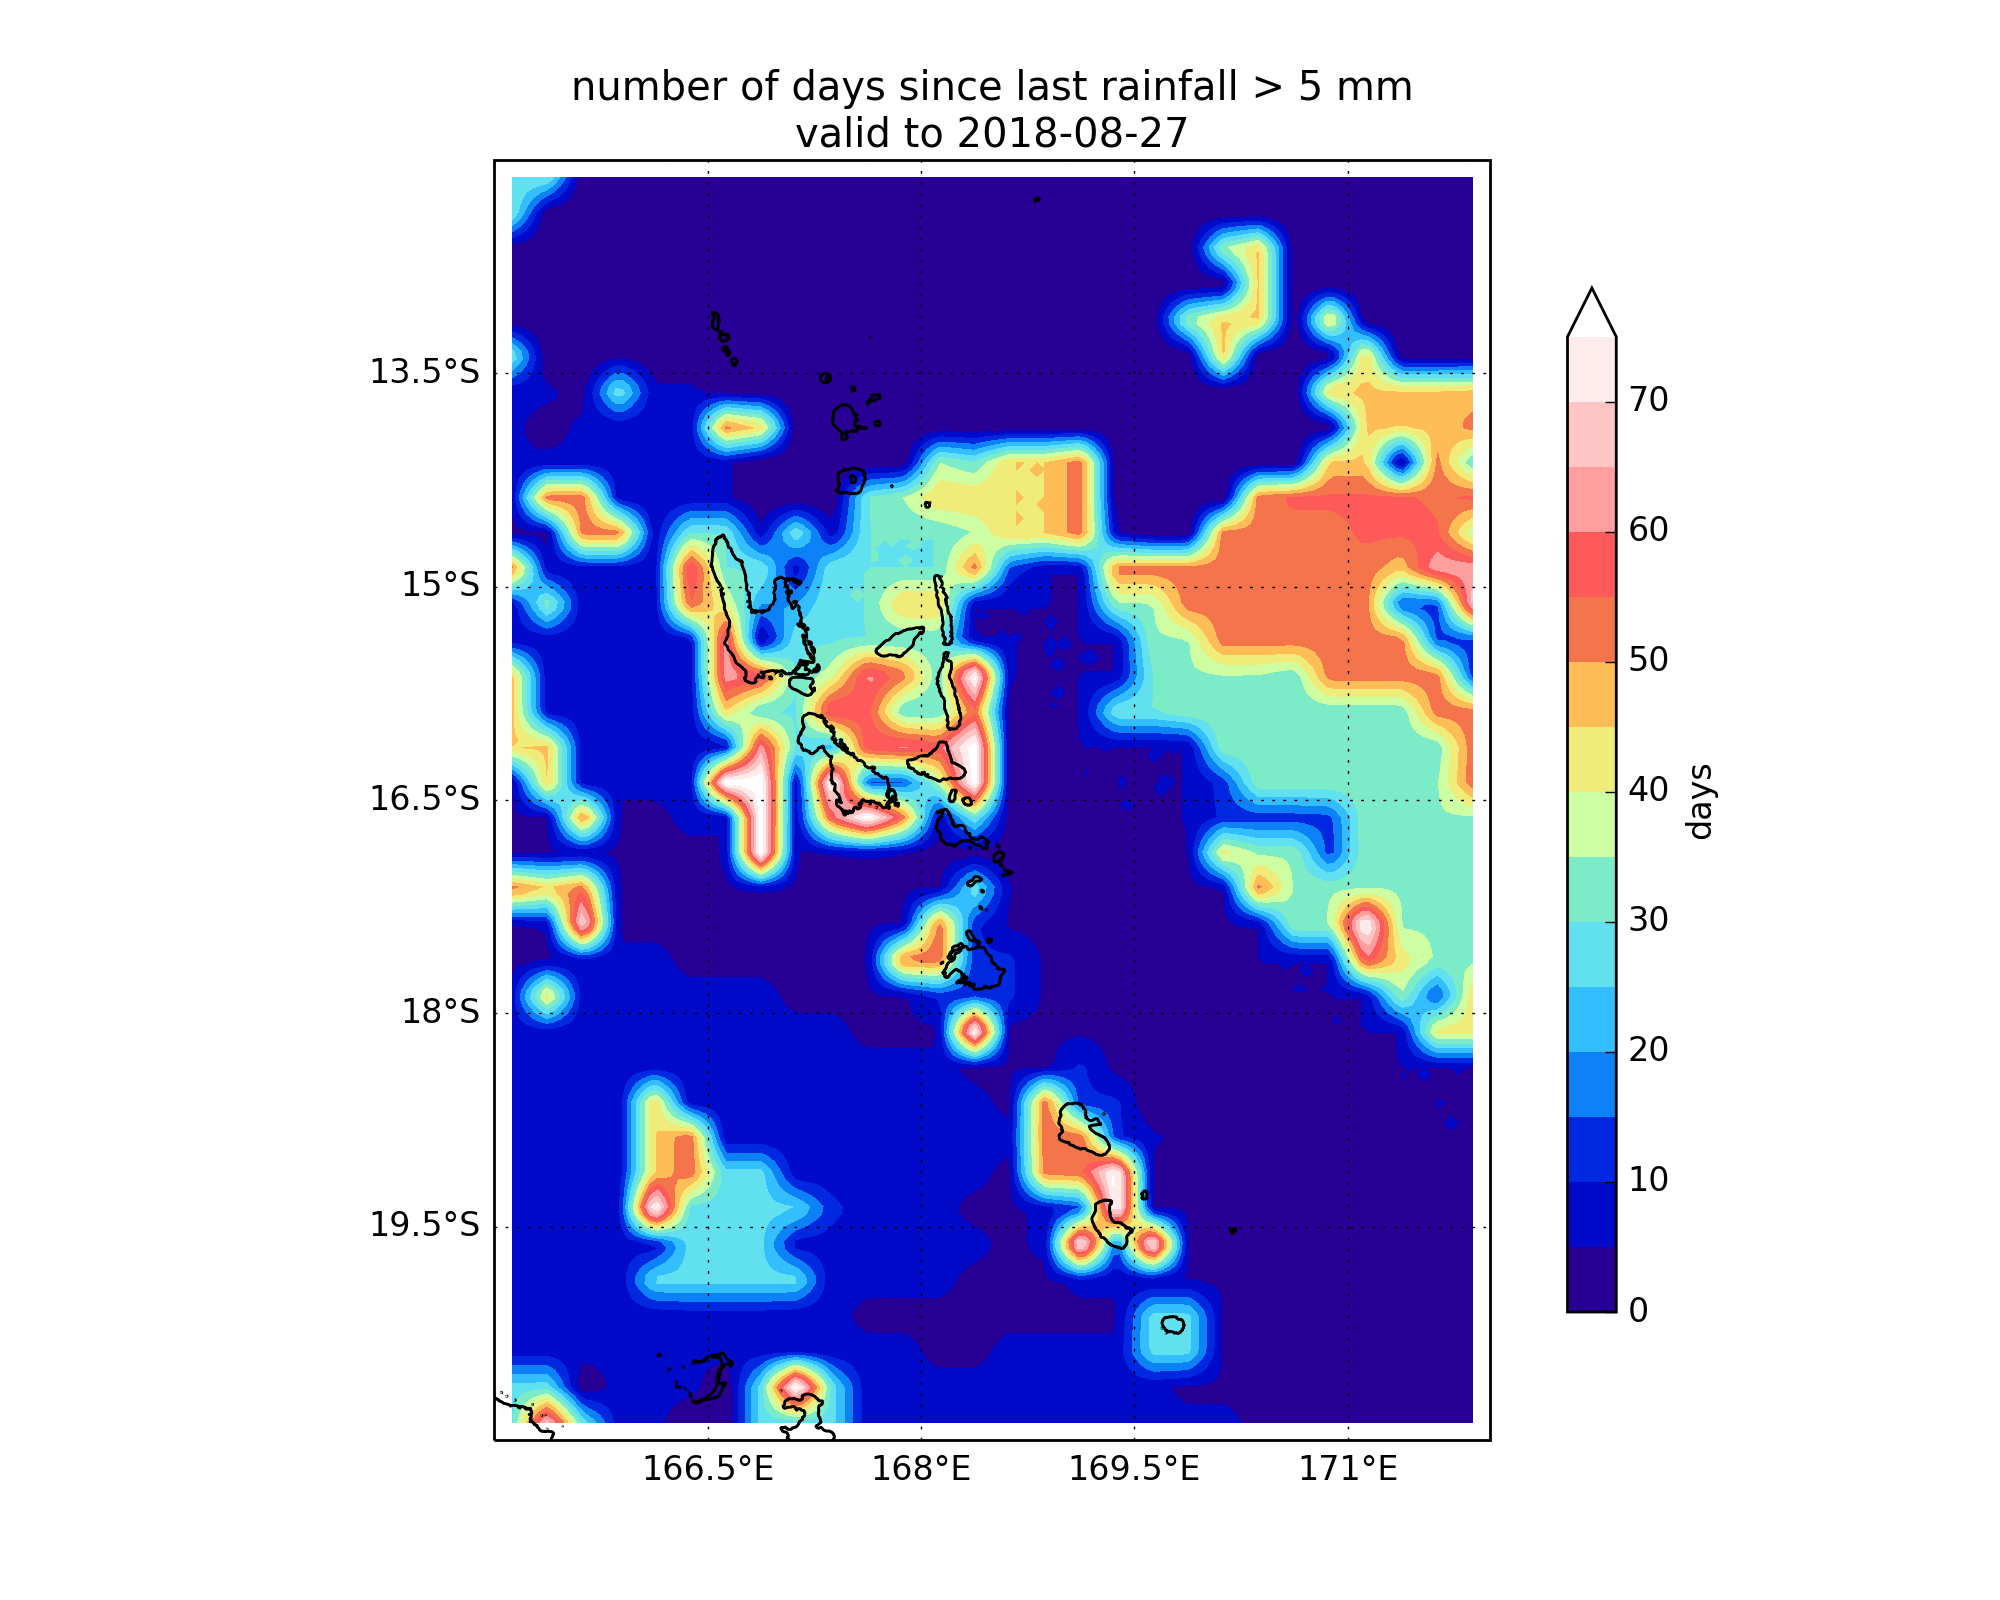 number of days since last rainfall > 5 mm
valid to 2018-08-27
13.5°S
15°S
16.5°S
18°S
19.5°S
166.5°E
168°E
169.5°E
171°E
70
60
50
40
30
20
10
0
days